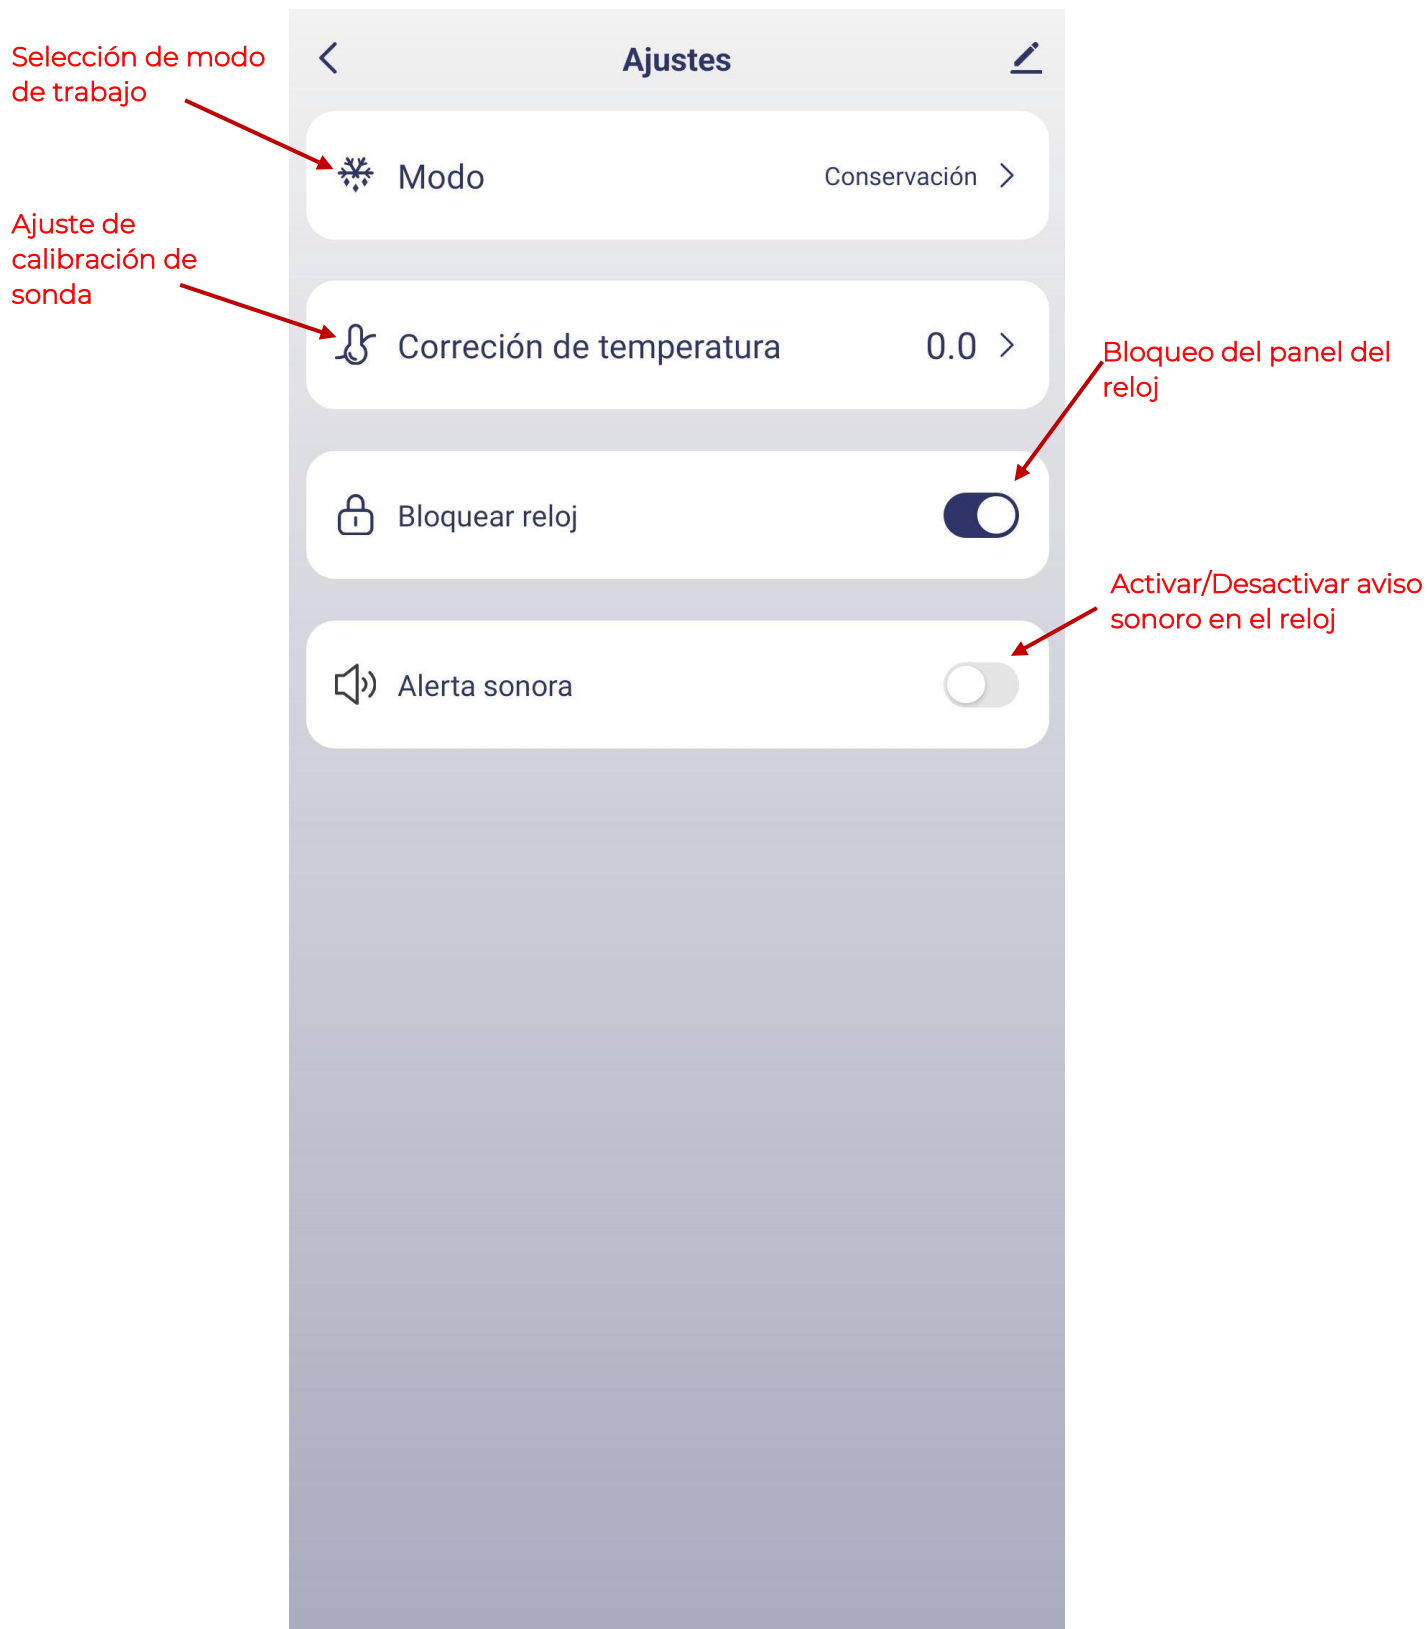 Selección de modo
de trabajo
Ajustes
Modo
Conservación
Ajuste de
calibración de
sonda
Correción de temperatura
0.0
Bloqueo del panel del
reloj
Bloquear reloj
Activar/Desactivar aviso
sonoro en el reloj
Alerta sonora